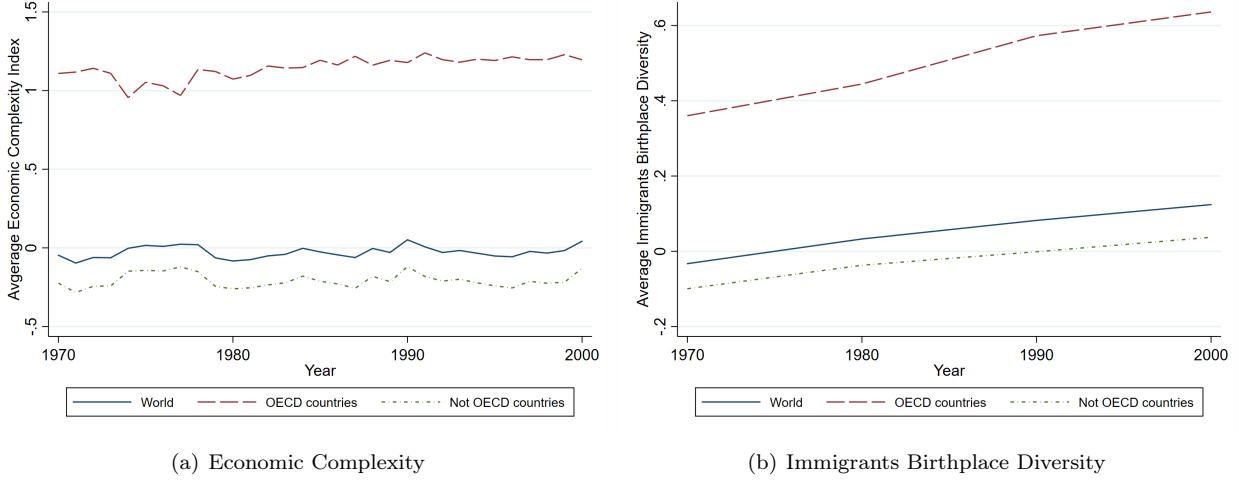 Avgerage Economic Complexity Index
1.5
1
.5
0
-.5
1970
1980
1990
2000
Year
World
OECD countries
Not OECD countries
(a) Economic Complexity
Average Immigrants Birthplace Diversity
.6
.4
.2
0
-.2
1970
1980
1990
2000
Year
World
OECD countries
Not OECD countries
(b) Immigrants Birthplace Diversity